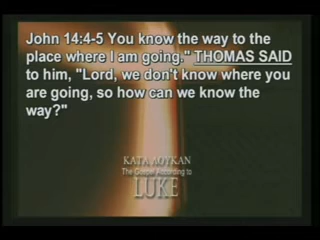 John 14:4-5 You know the way to the
place where I am going." THOMAS SAID
to him, "Lord, we don't know where you
are going, so how can we know the
way?"
ΚΑΤΑ ΛΟΥΚΑΝ
The Gospel According to
LUKE